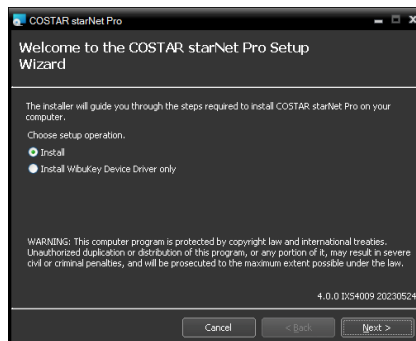 COSTAR starNet Pro
Welcome to the COSTAR starNet Pro Setup
Wizard
The installer will guide you through the steps required to install COSTAR starNet Pro on your
computer.
Choose setup operation.
Install
Install WibuKey Device Driver only
WARNING: This computer program is protected by copyright law and international treaties.
Unauthorized duplication or distribution of this program, or any portion of it, may result in severe
civil or criminal penalties, and will be prosecuted to the maximum extent possible under the law.
4.0.0 IXS4009 20230524
Cancel < Back Next >